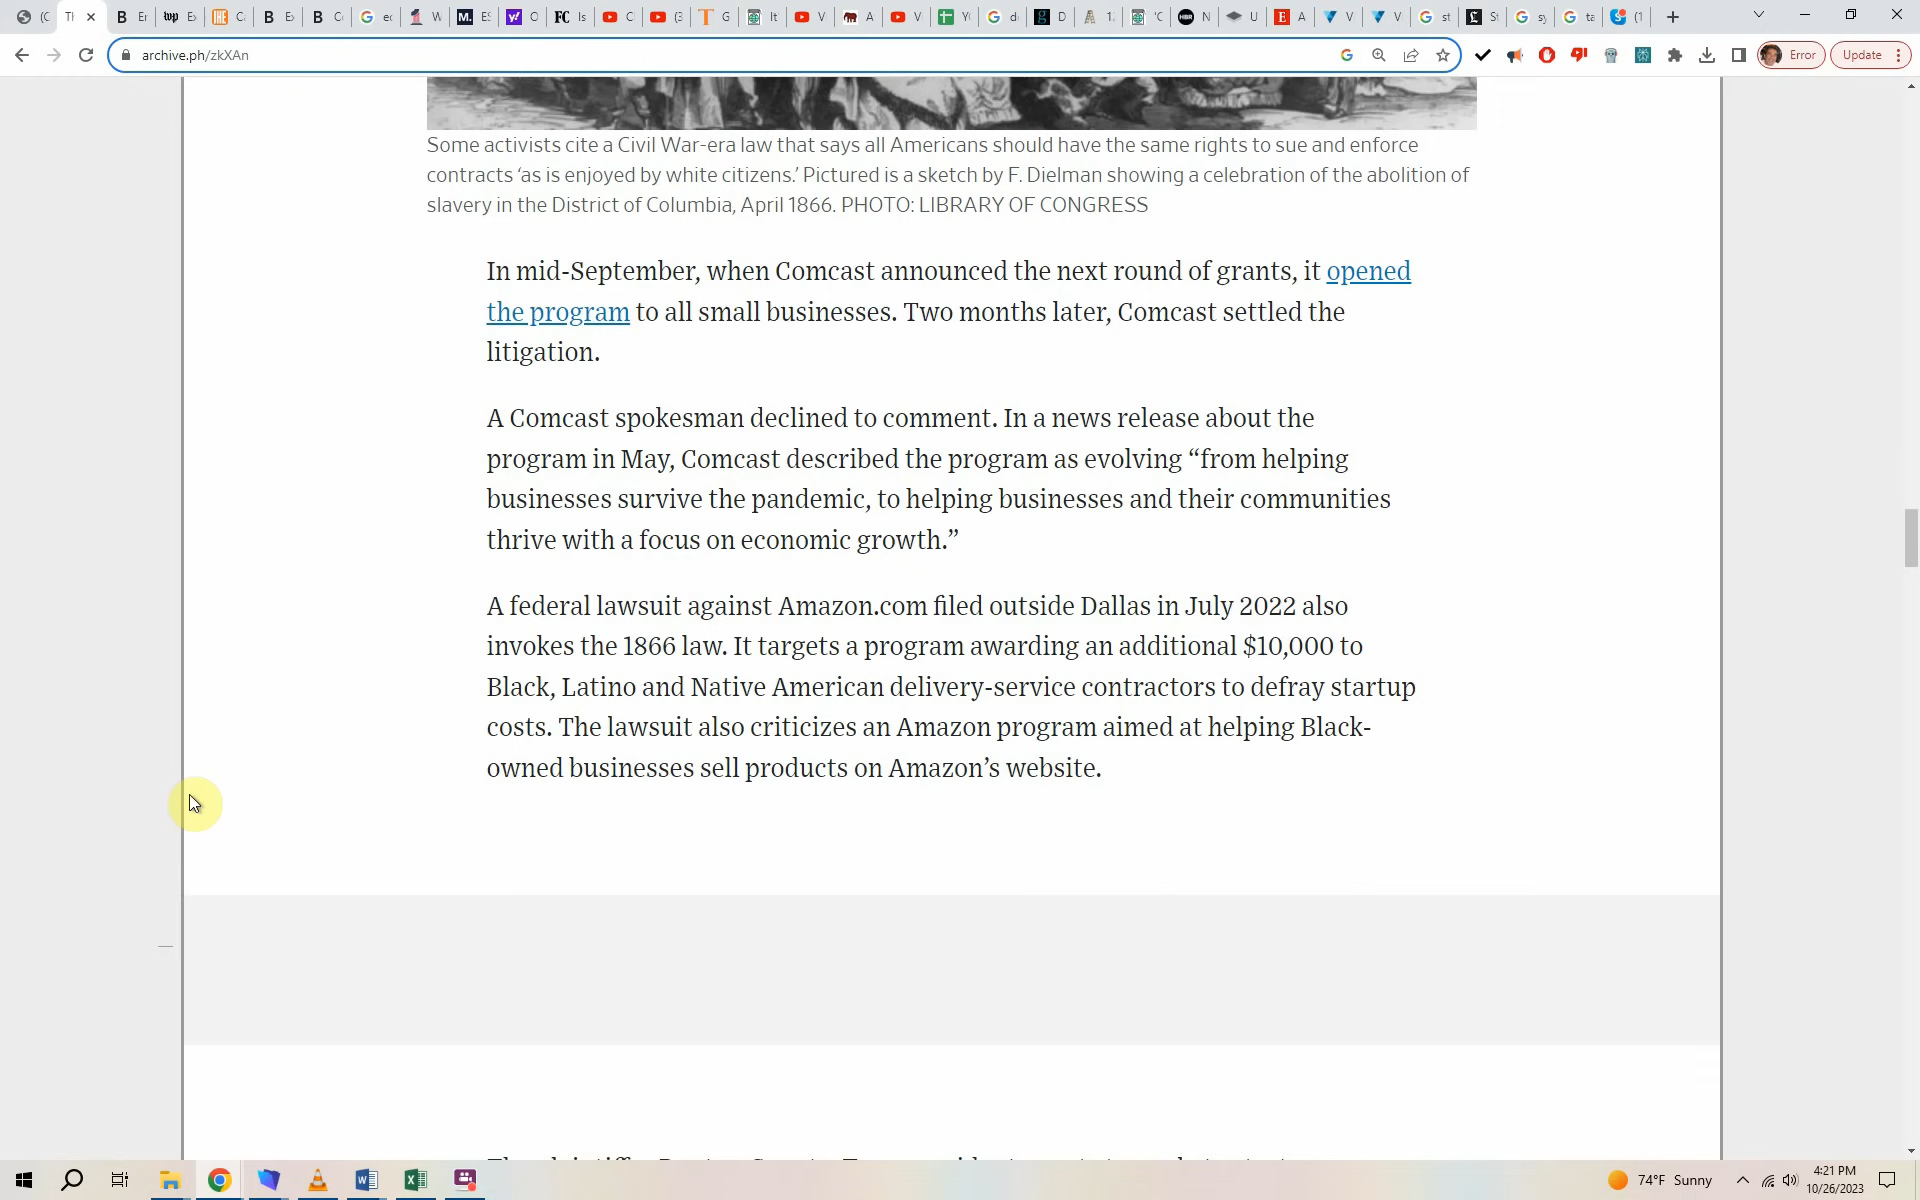 archive.ph/zkXAn
Error
Update
Some activists cite a Civil War-era law that says all Americans should have the same rights to sue and enforce
contracts ‘as is enjoyed by white citizens.’ Pictured is a sketch by F. Dielman showing a celebration of the abolition of
slavery in the District of Columbia, April 1866. PHOTO: LIBRARY OF CONGRESS
In mid-September, when Comcast announced the next round of grants, it opened
the program to all small businesses. Two months later, Comcast settled the
litigation.
A Comcast spokesman declined to comment. In a news release about the
program in May, Comcast described the program as evolving “from helping
businesses survive the pandemic, to helping businesses and their communities
thrive with a focus on economic growth.”
A federal lawsuit against Amazon.com filed outside Dallas in July 2022 also
invokes the 1866 law. It targets a program awarding an additional $10,000 to
Black, Latino and Native American delivery-service contractors to defray startup
costs. The lawsuit also criticizes an Amazon program aimed at helping Black-
owned businesses sell products on Amazon’s website.
74°F Sunny
4:21 PM
10/26/2023